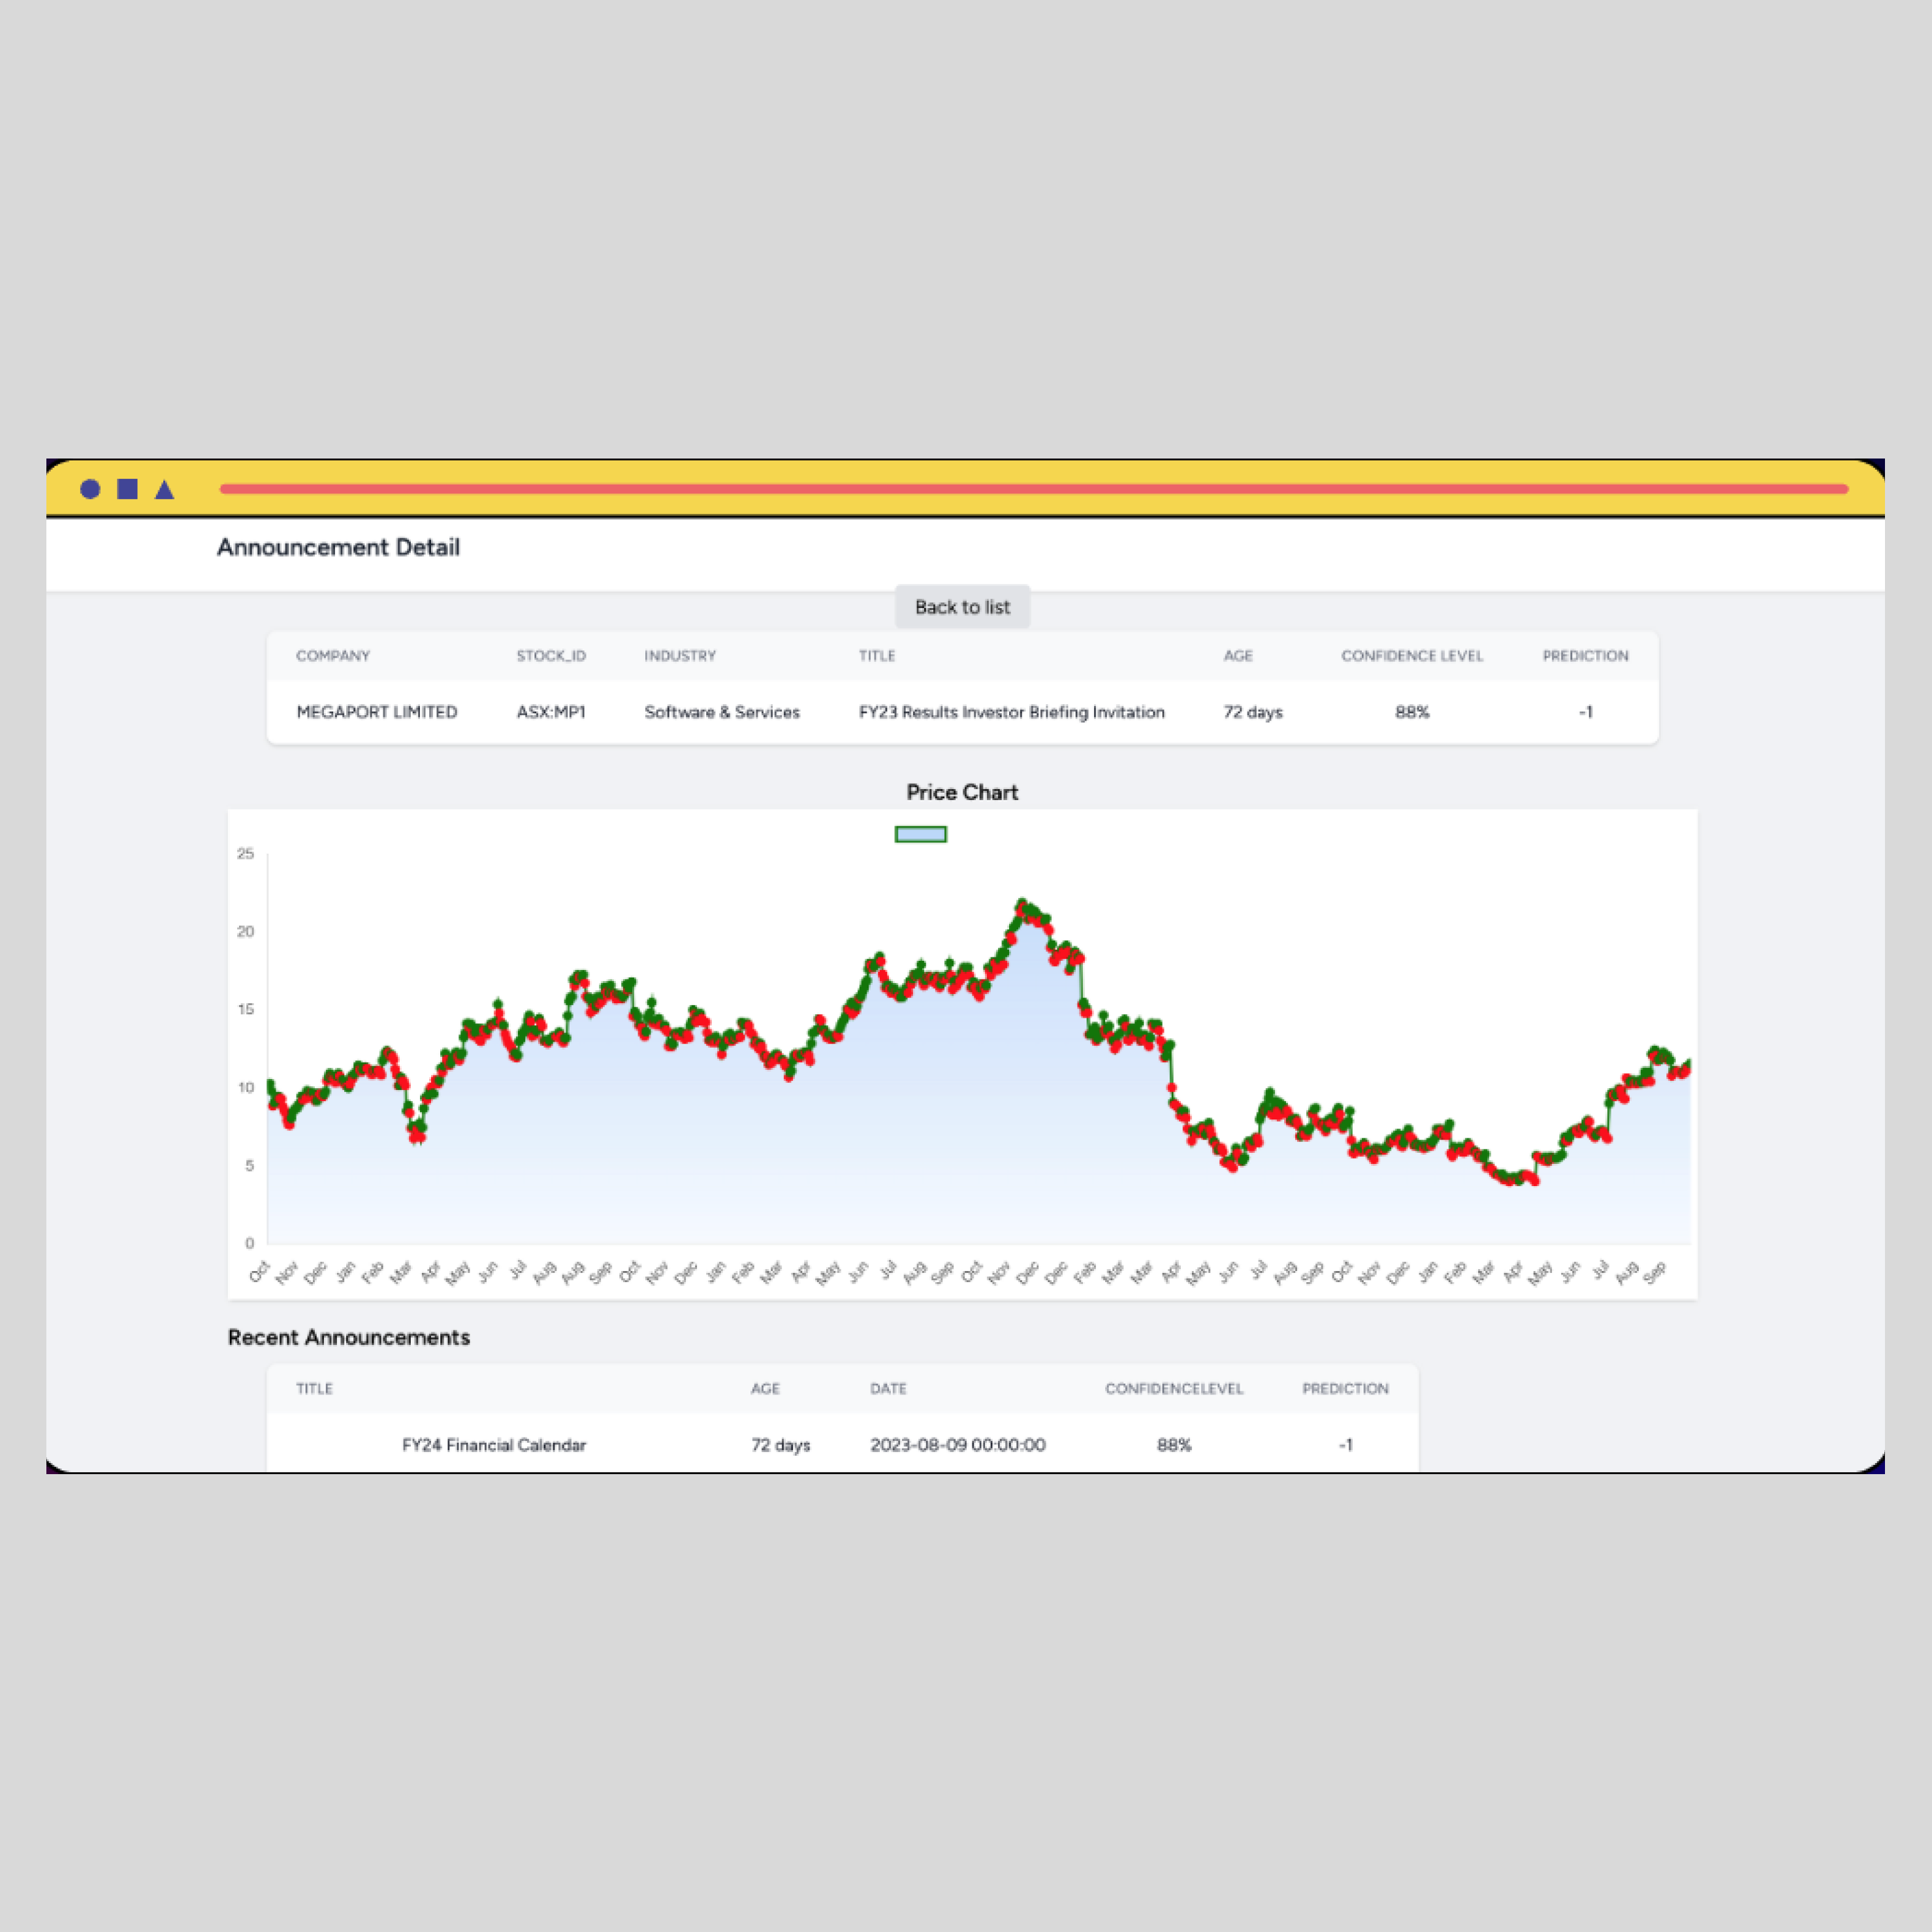 Announcement Detail
Back to list
COMPANY STOCK_ID INDUSTRY TITLE AGE CONFIDENCE LEVEL PREDICTION
MEGAPORT LIMITED ASX:MP1 Software & Services FY23 Results Investor Briefing Invitation 72 days 88% -1
Price Chart
25
20
15
10
5
0
Oct Nov Dec Jan Feb Mar Apr May Jun Jul Aug Aug Sep Oct Nov Dec Jan Feb Mar Apr May Jun Jul Aug Sep Oct Nov Dec Dec Feb Mar Mar Apr May Jun Jul Aug Sep Oct Nov Dec Jan Feb Mar Apr May Jun Jul Aug Sep
Recent Announcements
TITLE AGE DATE CONFIDENCELEVEL PREDICTION
FY24 Financial Calendar 72 days 2023-08-09 00:00:00 88% -1